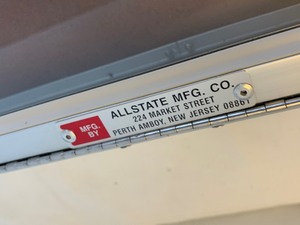 MFG.
BY
ALLSTATE MFG. CO.
224 MARKET STREET
PERTH AMBOY, NEW JERSEY 08861